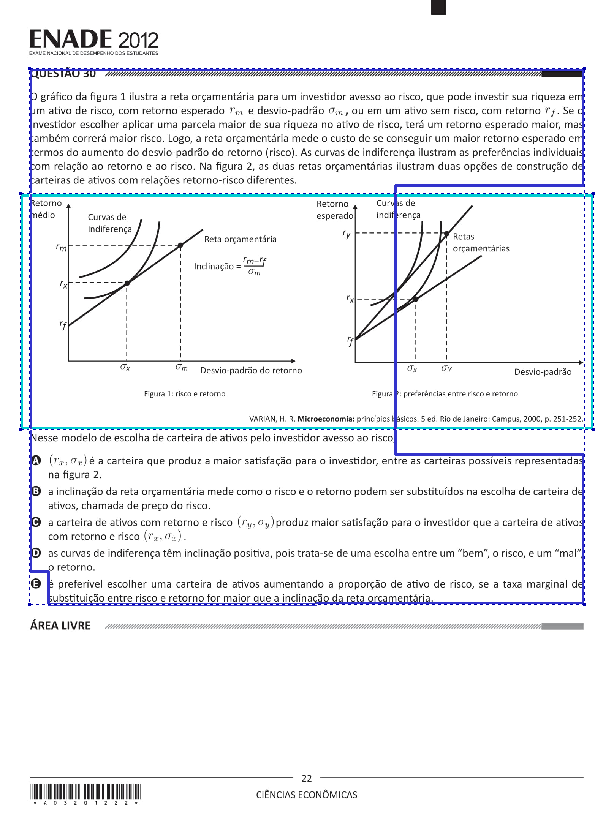 ENADE 2012
EXAME NACIONAL DE DESEMPENHO DOS ESTUDANTES
QUESTÃO 30
O gráfico da figura 1 ilustra a reta orçamentária para um investidor avesso ao risco, que pode investir sua riqueza em
um ativo de risco, com retorno esperado r_m e desvio-padrão σ_m, ou em um ativo sem risco, com retorno r_f. Se o
investidor escolher aplicar uma parcela maior de sua riqueza no ativo de risco, terá um retorno esperado maior, mas
também correrá maior risco. Logo, a reta orçamentária mede o custo de se conseguir um maior retorno esperado em
termos do aumento do desvio-padrão do retorno (risco). As curvas de indiferença ilustram as preferências individuais
com relação ao retorno e ao risco. Na figura 2, as duas retas orçamentárias ilustram duas opções de construção de
carteiras de ativos com relações retorno-risco diferentes.
Retorno
médio
Curvas de
Indiferença
r_m
Reta orçamentária
Inclinação = r_m−r_f / σ_m
r_x
r_f
σ_x
σ_m
Desvio-padrão do retorno
Figura 1: risco e retorno
Retorno
esperado
Curvas de
indiferença
r_y
Retas
orçamentárias
r_x
r_f
σ_x
σ_Y
Desvio-padrão
Figura 2: preferências entre risco e retorno
VARIAN, H. R. Microeconomia: princípios básicos. 5 ed. Rio de Janeiro: Campus, 2000, p. 251-252.
Nesse modelo de escolha de carteira de ativos pelo investidor avesso ao risco,
A (r_x, σ_x) é a carteira que produz a maior satisfação para o investidor, entre as carteiras possíveis representadas
na figura 2.
B a inclinação da reta orçamentária mede como o risco e o retorno podem ser substituídos na escolha de carteira de
ativos, chamada de preço do risco.
C a carteira de ativos com retorno e risco (r_y, σ_y) produz maior satisfação para o investidor que a carteira de ativos
com retorno e risco (r_x, σ_x).
D as curvas de indiferença têm inclinação positiva, pois trata-se de uma escolha entre um “bem”, o risco, e um “mal”,
o retorno.
E é preferível escolher uma carteira de ativos aumentando a proporção de ativo de risco, se a taxa marginal de
substituição entre risco e retorno for maior que a inclinação da reta orçamentária.
ÁREA LIVRE
22
CIÊNCIAS ECONÔMICAS
* A 0 3 2 0 1 2 2 2 *